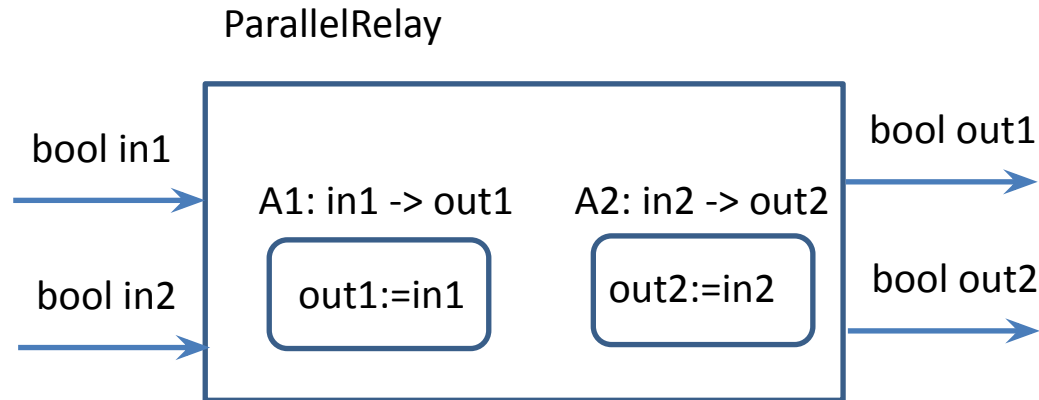 ParallelRelay
bool in1
bool in2
A1: in1 -> out1
out1:=in1
A2: in2 -> out2
out2:=in2
bool out1
bool out2